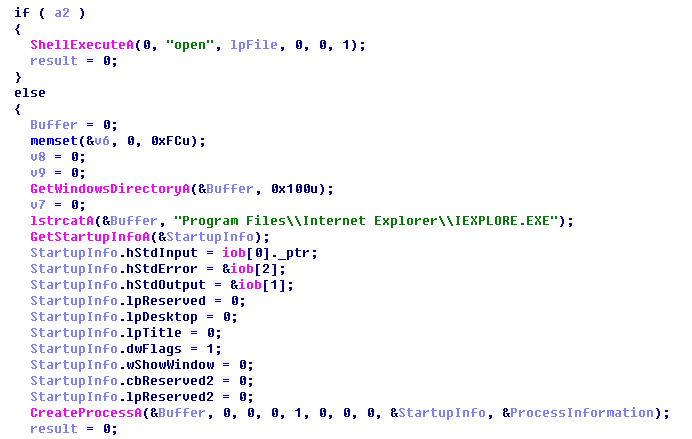 if ( a2 )
{
ShellExecuteA(0, "open", lpFile, 0, 0, 1);
result = 0;
}
else
{
Buffer = 0;
memset(&v6, 0, 0xFCu);
v8 = 0;
v9 = 0;
GetWindowsDirectoryA(&Buffer, 0x100u);
v7 = 0;
lstrcatA(&Buffer, "Program Files\\Internet Explorer\\IEXPLORE.EXE");
GetStartupInfoA(&StartupInfo);
StartupInfo.hStdInput = iob[0]._ptr;
StartupInfo.hStdError = &iob[2];
StartupInfo.hStdOutput = &iob[1];
StartupInfo.lpReserved = 0;
StartupInfo.lpDesktop = 0;
StartupInfo.lpTitle = 0;
StartupInfo.dwFlags = 1;
StartupInfo.wShowWindow = 0;
StartupInfo.cbReserved2 = 0;
StartupInfo.lpReserved2 = 0;
CreateProcessA(&Buffer, 0, 0, 0, 1, 0, 0, 0, &StartupInfo, &ProcessInformation);
result = 0;